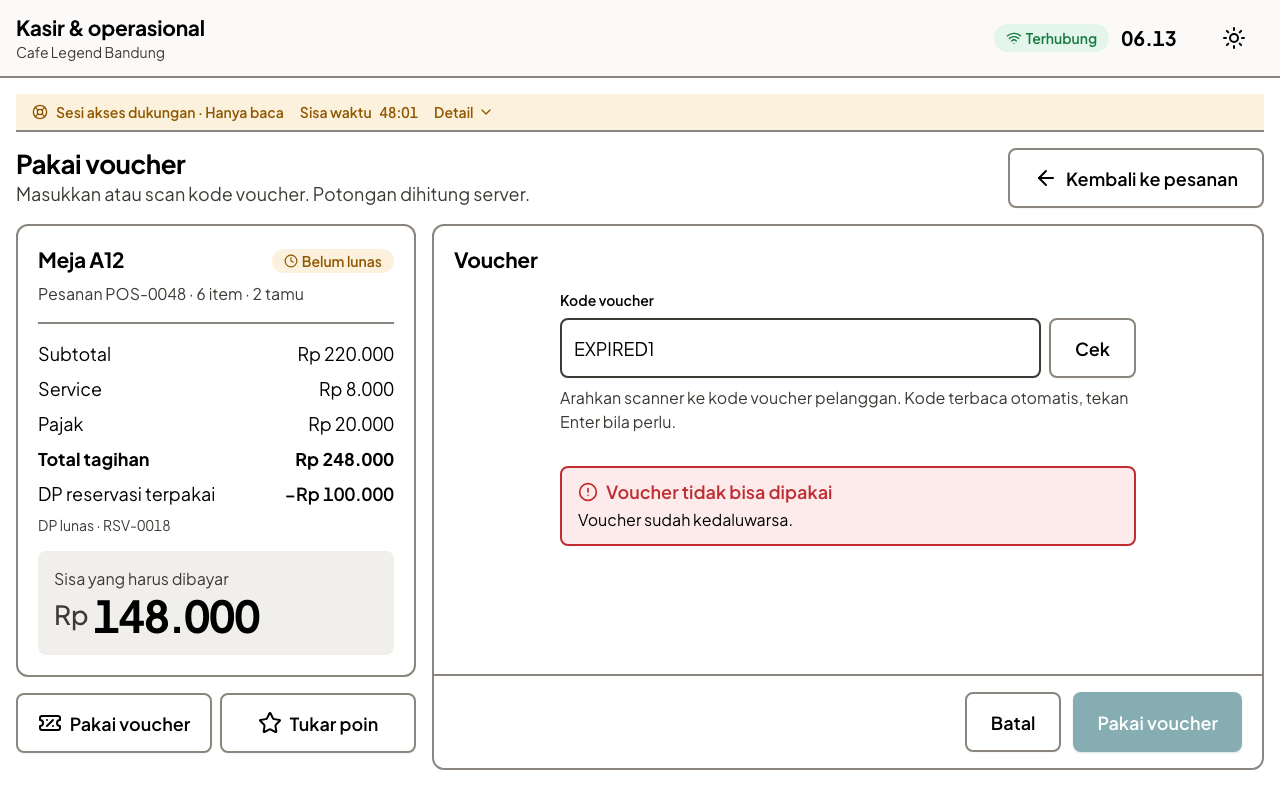 Kasir & operasional
Cafe Legend Bandung
Terhubung
06.13
Sesi akses dukungan · Hanya baca Sisa waktu 48:01 Detail
Pakai voucher
Masukkan atau scan kode voucher. Potongan dihitung server.
Kembali ke pesanan
Meja A12
Belum lunas
Pesanan POS-0048 · 6 item · 2 tamu
Subtotal Rp 220.000
Service Rp 8.000
Pajak Rp 20.000
Total tagihan Rp 248.000
DP reservasi terpakai −Rp 100.000
DP lunas · RSV-0018
Sisa yang harus dibayar
Rp 148.000
Pakai voucher
Tukar poin
Voucher
Kode voucher
EXPIRED1
Cek
Arahkan scanner ke kode voucher pelanggan. Kode terbaca otomatis, tekan
Enter bila perlu.
Voucher tidak bisa dipakai
Voucher sudah kedaluwarsa.
Batal
Pakai voucher